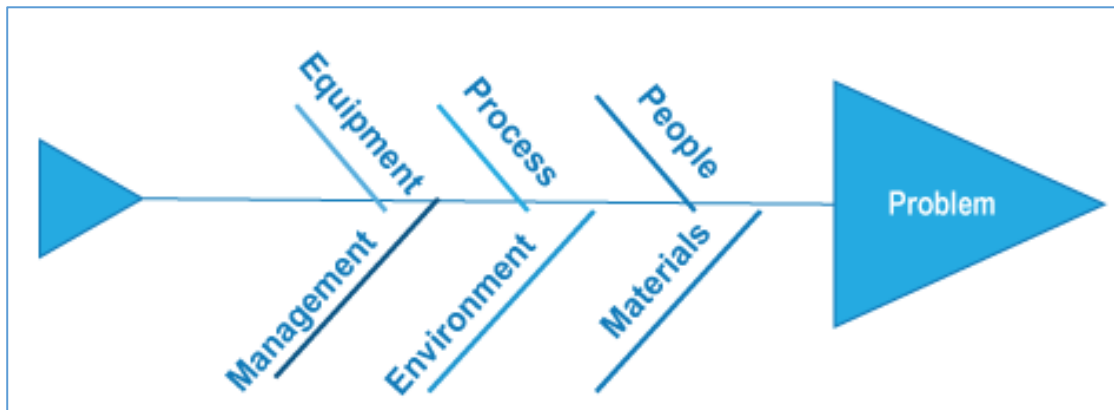 Equipment
Process
People
Problem
Management
Environment
Materials